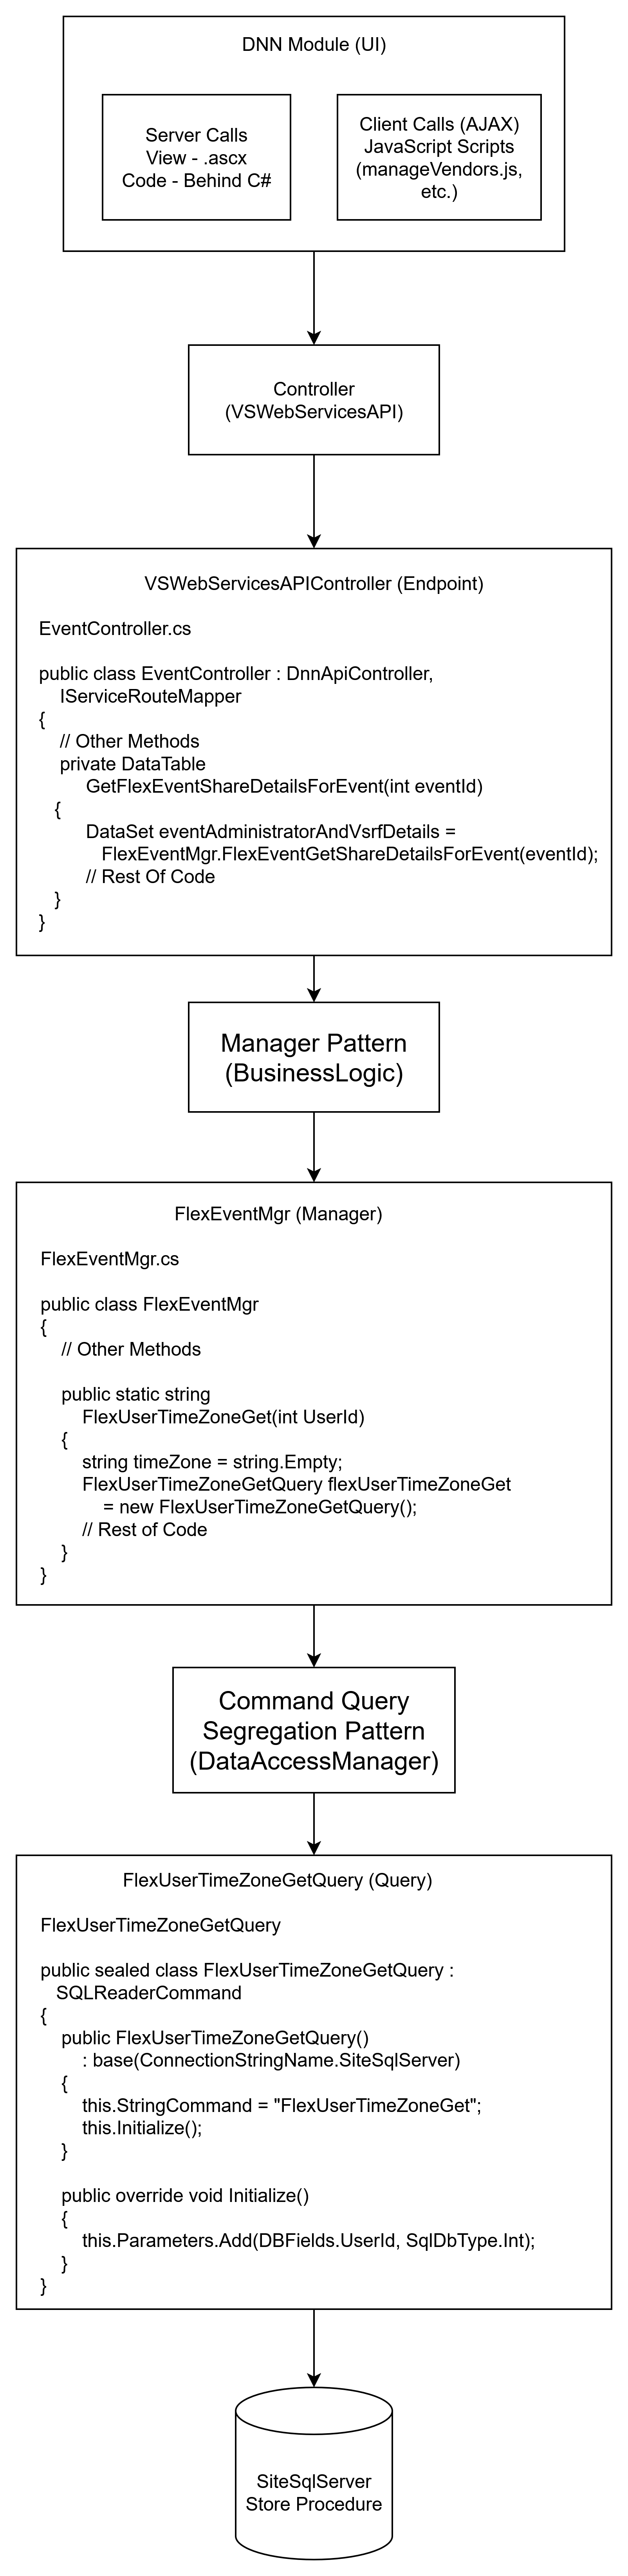 DNN Module (UI)
Server Calls
View - .ascx
Code - Behind C#
Client Calls (AJAX)
JavaScript Scripts
(manageVendors.js,
etc.)
Controller
(VSWebServicesAPI)
VSWebServicesAPIController (Endpoint)
EventController.cs
public class EventController : DnnApiController,
IServiceRouteMapper
{
// Other Methods
private DataTable
GetFlexEventShareDetailsForEvent(int eventId)
{
DataSet eventAdministratorAndVsrfDetails =
FlexEventMgr.FlexEventGetShareDetailsForEvent(eventId);
// Rest Of Code
}
}
Manager Pattern
(BusinessLogic)
FlexEventMgr (Manager)
FlexEventMgr.cs
public class FlexEventMgr
{
// Other Methods
public static string
FlexUserTimeZoneGet(int UserId)
{
string timeZone = string.Empty;
FlexUserTimeZoneGetQuery flexUserTimeZoneGet
= new FlexUserTimeZoneGetQuery();
// Rest of Code
}
}
Command Query
Segregation Pattern
(DataAccessManager)
FlexUserTimeZoneGetQuery (Query)
FlexUserTimeZoneGetQuery
public sealed class FlexUserTimeZoneGetQuery :
SQLReaderCommand
{
public FlexUserTimeZoneGetQuery()
: base(ConnectionStringName.SiteSqlServer)
{
this.StringCommand = "FlexUserTimeZoneGet";
this.Initialize();
}
public override void Initialize()
{
this.Parameters.Add(DBFields.UserId, SqlDbType.Int);
}
}
SiteSqlServer
Store Procedure